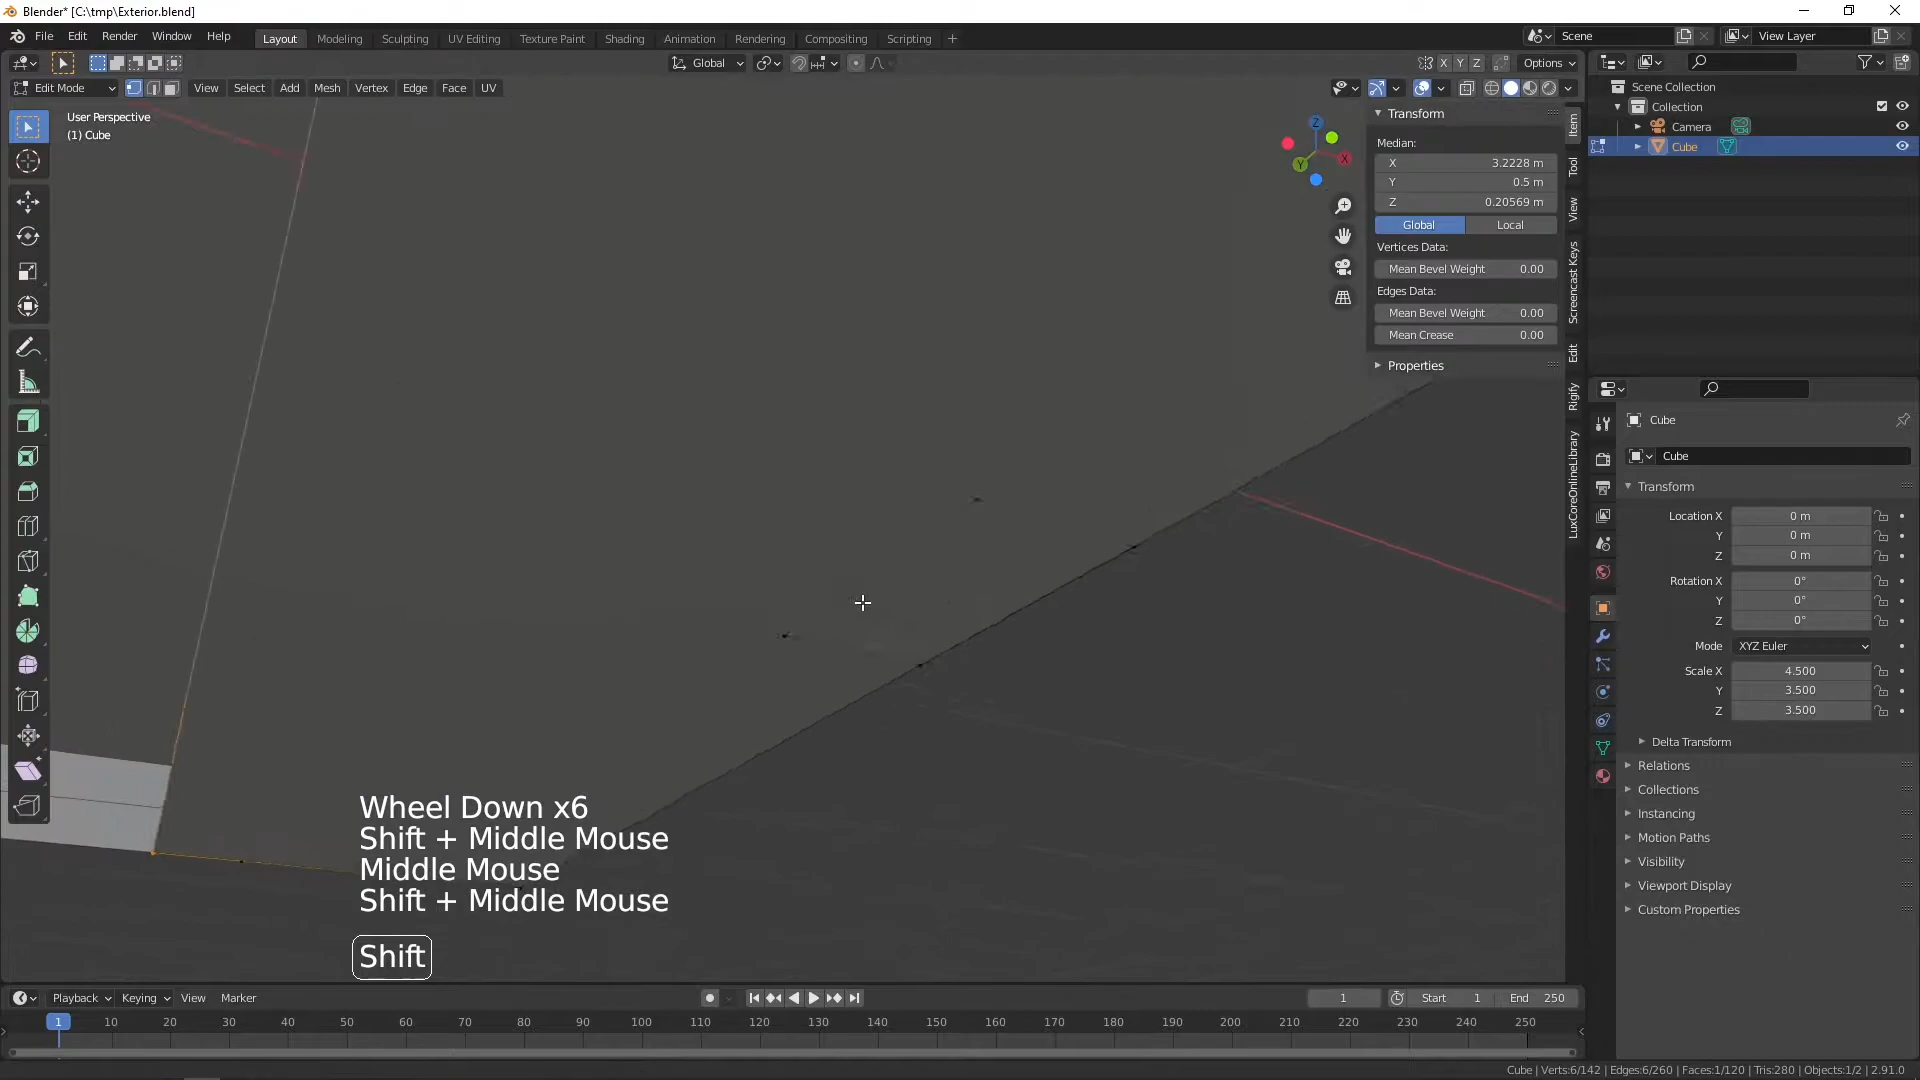 Blender* [C:\tmp\Exterior.blend]
File Edit Render Window Help Layout Modeling Sculpting UV Editing Texture Paint Shading Animation Rendering Compositing Scripting + Scene View Layer
Global X Y Z Options
Edit Mode View Select Add Mesh Vertex Edge Face UV
User Perspective
(1) Cube
Z
X
Y
Transform
Median:
X 3.2228 m
Y 0.5 m
Z 0.20569 m
Global Local
Vertices Data:
Mean Bevel Weight 0.00
Edges Data:
Mean Bevel Weight 0.00
Mean Crease 0.00
Properties
Item
Tool
View
Screencast Keys
Edit
Rigify
LuxCoreOnlineLibrary
Scene Collection
Collection
Camera
Cube
Cube
Cube
Transform
Location X 0 m
Y 0 m
Z 0 m
Rotation X 0°
Y 0°
Z 0°
Mode XYZ Euler
Scale X 4.500
Y 3.500
Z 3.500
Delta Transform
Relations
Collections
Instancing
Motion Paths
Visibility
Viewport Display
Custom Properties
Wheel Down x6
Shift + Middle Mouse
Middle Mouse
Shift + Middle Mouse
Shift
Playback Keying View Marker 1 Start 1 End 250
1 10 20 30 40 50 60 70 80 90 100 110 120 130 140 150 160 170 180 190 200 210 220 230 240 250
Cube | Verts:6/142 | Edges:6/260 | Faces:1/120 | Tris:280 | Objects:1/2 | 2.91.0